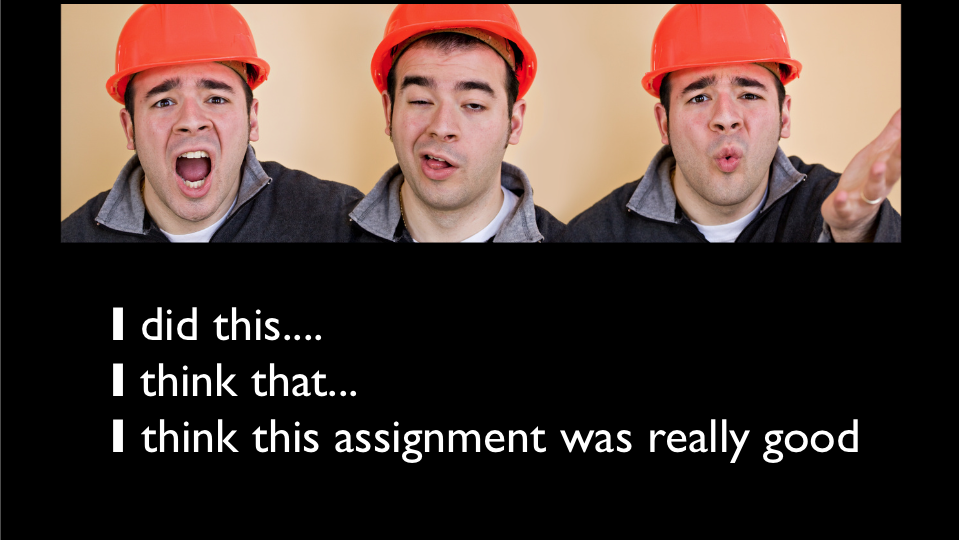 I did this....
I think that...
I think this assignment was really good